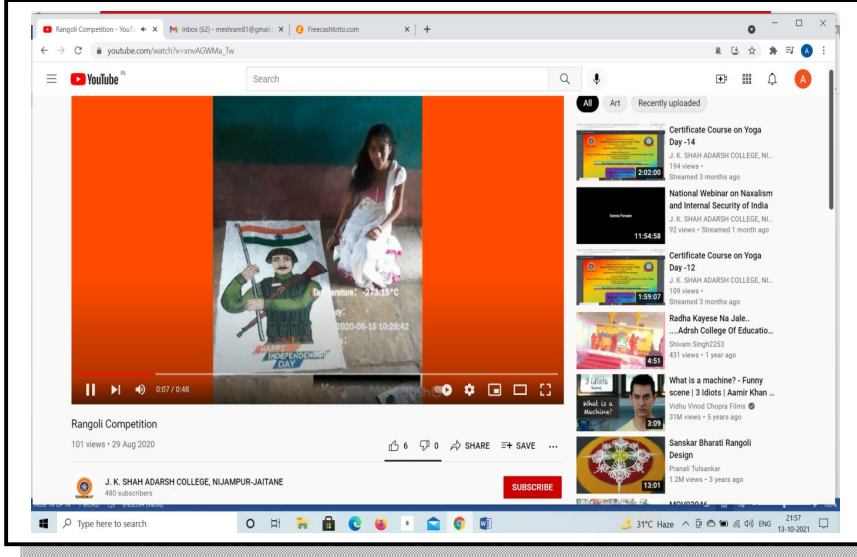 Rangoli Competition - YouTu
Inbox (62) - meshram81@gmail.c
Freecashlotto.com
youtube.com/watch?v=xnvAGWMa_Tw
YouTube IN
Search
A
All Art Recently uploaded
Temperature: -273.15°C
2020-08-15 10:28:42
HAPPY
INDEPENDENCE
DAY
0:07 / 0:48
Rangoli Competition
101 views • 29 Aug 2020
6 0 SHARE SAVE ...
J. K. SHAH ADARSH COLLEGE, NIJAMPUR-JAITANE
480 subscribers
SUBSCRIBE
2:02:00
Certificate Course on Yoga
Day -14
J. K. SHAH ADARSH COLLEGE, NI...
194 views •
Streamed 3 months ago
11:54:58
National Webinar on Naxalism
and Internal Security of India
J. K. SHAH ADARSH COLLEGE, NI...
92 views • Streamed 1 month ago
1:59:07
Certificate Course on Yoga
Day -12
J. K. SHAH ADARSH COLLEGE, NI...
109 views •
Streamed 3 months ago
4:51
Radha Kayese Na Jale..
....Adrsh College Of Educatio...
Shivam Singh2253
431 views • 1 year ago
3 idiots
What is a
Machine?
3:09
What is a machine? - Funny
scene | 3 Idiots | Aamir Khan ...
Vidhu Vinod Chopra Films
31M views • 5 years ago
13:01
Sanskar Bharati Rangoli
Design
Pranali Tulsankar
1.2M views • 3 years ago
Type here to search
31°C Haze
ENG
21:57
13-10-2021